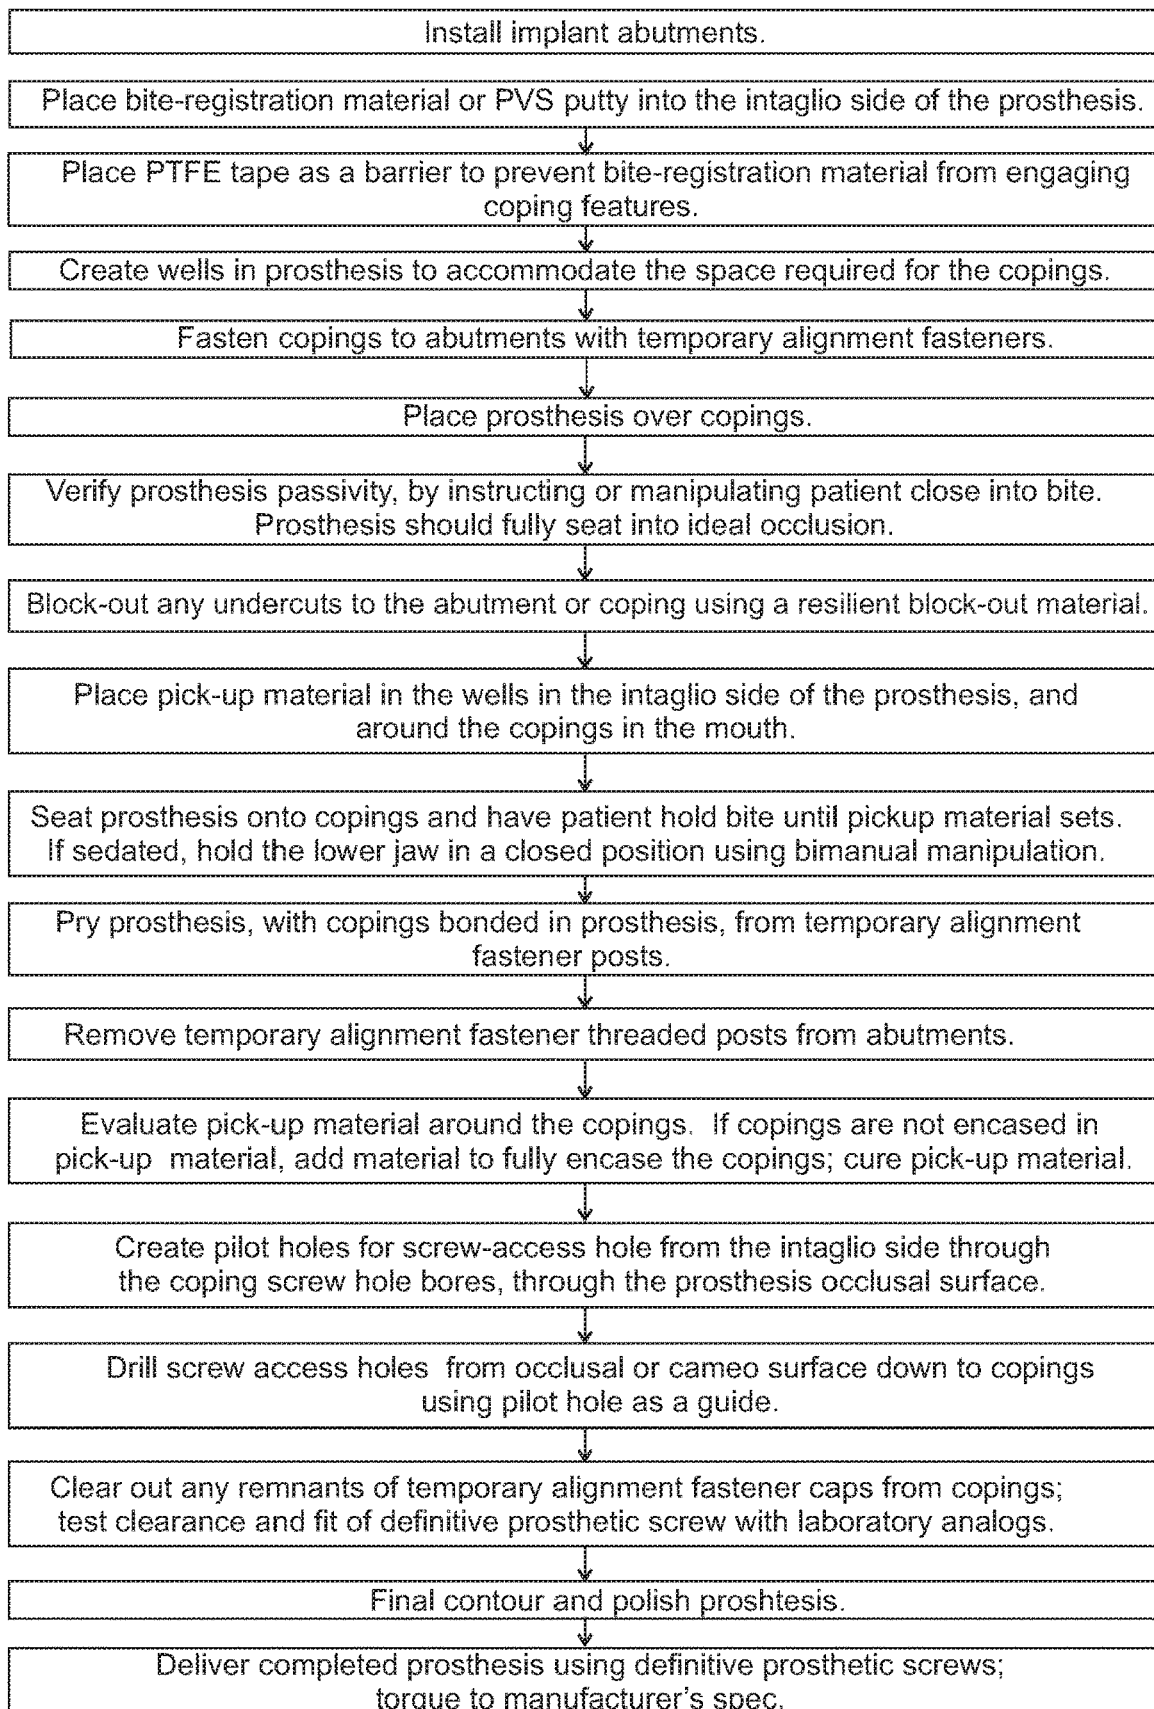 Install implant abutments.
Place bite-registration material or PVS putty into the intaglio side of the prosthesis.
Place PTFE tape as a barrier to prevent bite-registration material from engaging
coping features.
Create wells in prosthesis to accommodate the space required for the copings.
Fasten copings to abutments with temporary alignment fasteners.
Place prosthesis over copings.
Verify prosthesis passivity, by instructing or manipulating patient close into bite.
Prosthesis should fully seat into ideal occlusion.
Block-out any undercuts to the abutment or coping using a resilient block-out material.
Place pick-up material in the wells in the intaglio side of the prosthesis, and
around the copings in the mouth.
Seat prosthesis onto copings and have patient hold bite until pickup material sets.
If sedated, hold the lower jaw in a closed position using bimanual manipulation.
Pry prosthesis, with copings bonded in prosthesis, from temporary alignment
fastener posts.
Remove temporary alignment fastener threaded posts from abutments.
Evaluate pick-up material around the copings. If copings are not encased in
pick-up material, add material to fully encase the copings; cure pick-up material.
Create pilot holes for screw-access hole from the intaglio side through
the coping screw hole bores, through the prosthesis occlusal surface.
Drill screw access holes from occlusal or cameo surface down to copings
using pilot hole as a guide.
Clear out any remnants of temporary alignment fastener caps from copings;
test clearance and fit of definitive prosthetic screw with laboratory analogs.
Final contour and polish proshtesis.
Deliver completed prosthesis using definitive prosthetic screws;
torque to manufacturer's spec.